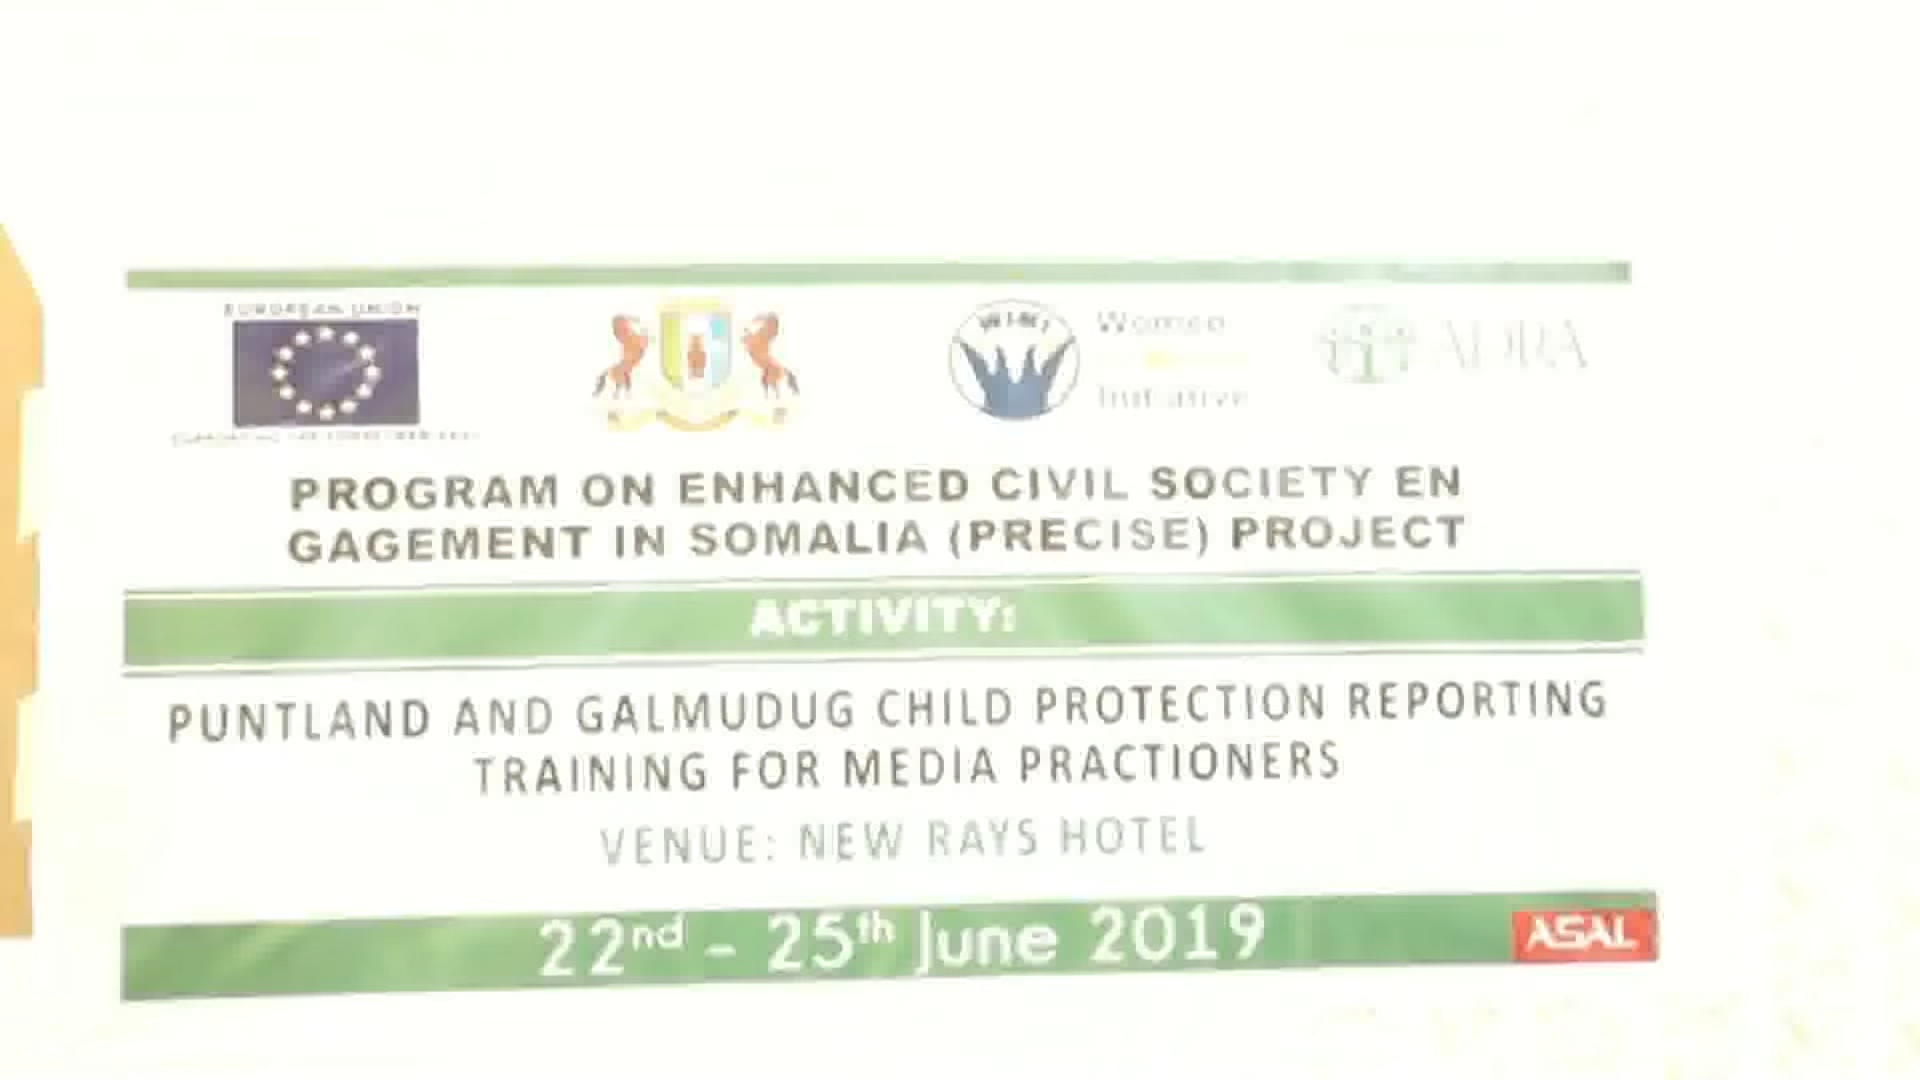 EUROPEAN UNION
Women
Initiative
ADRA
PROGRAM ON ENHANCED CIVIL SOCIETY EN
GAGEMENT IN SOMALIA (PRECISE) PROJECT
ACTIVITY:
PUNTLAND AND GALMUDUG CHILD PROTECTION REPORTING
TRAINING FOR MEDIA PRACTIONERS
VENUE: NEW RAYS HOTEL
22nd - 25th June 2019
ASAL